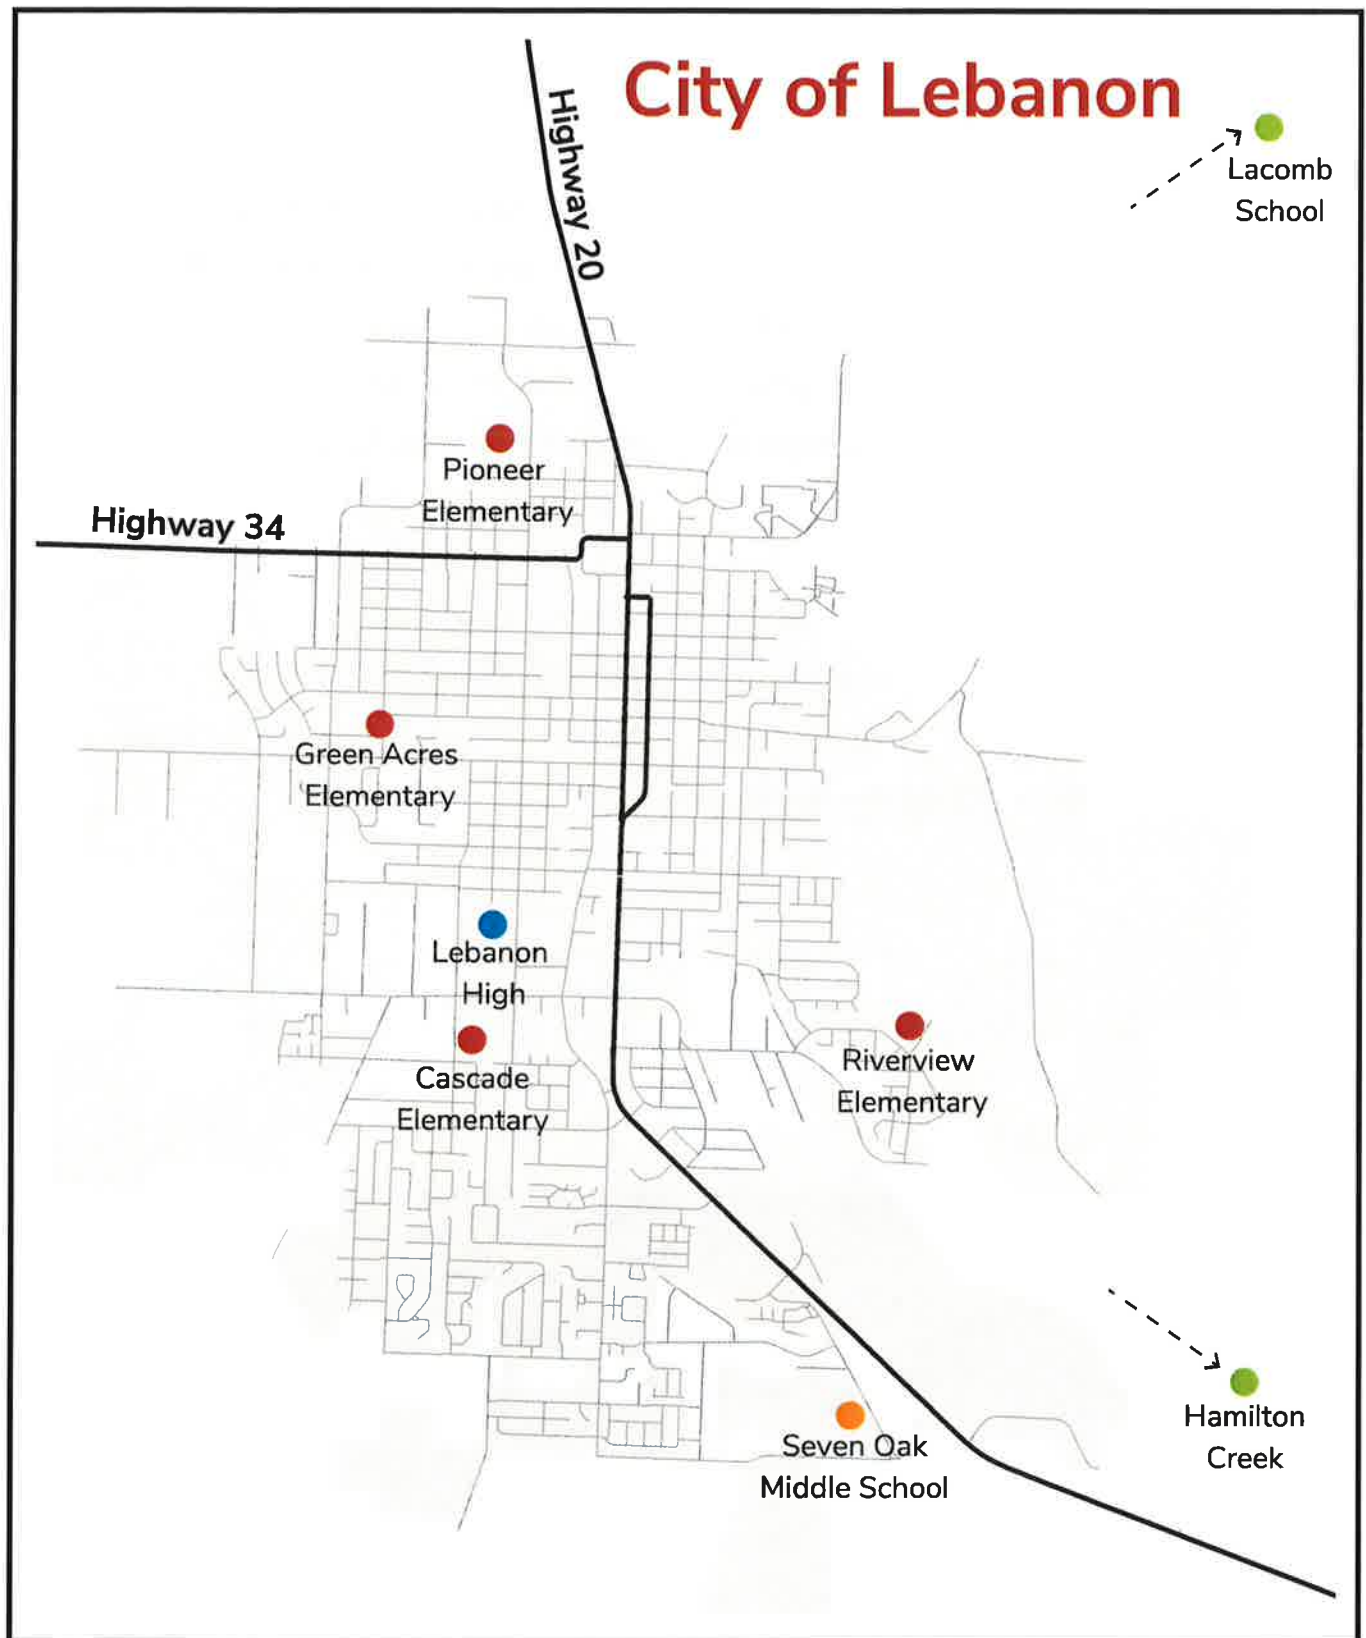 City of Lebanon
Highway 20
Lacomb
School
Pioneer
Elementary
Highway 34
Green Acres
Elementary
Lebanon
High
Cascade
Elementary
Riverview
Elementary
Hamilton
Creek
Seven Oak
Middle School